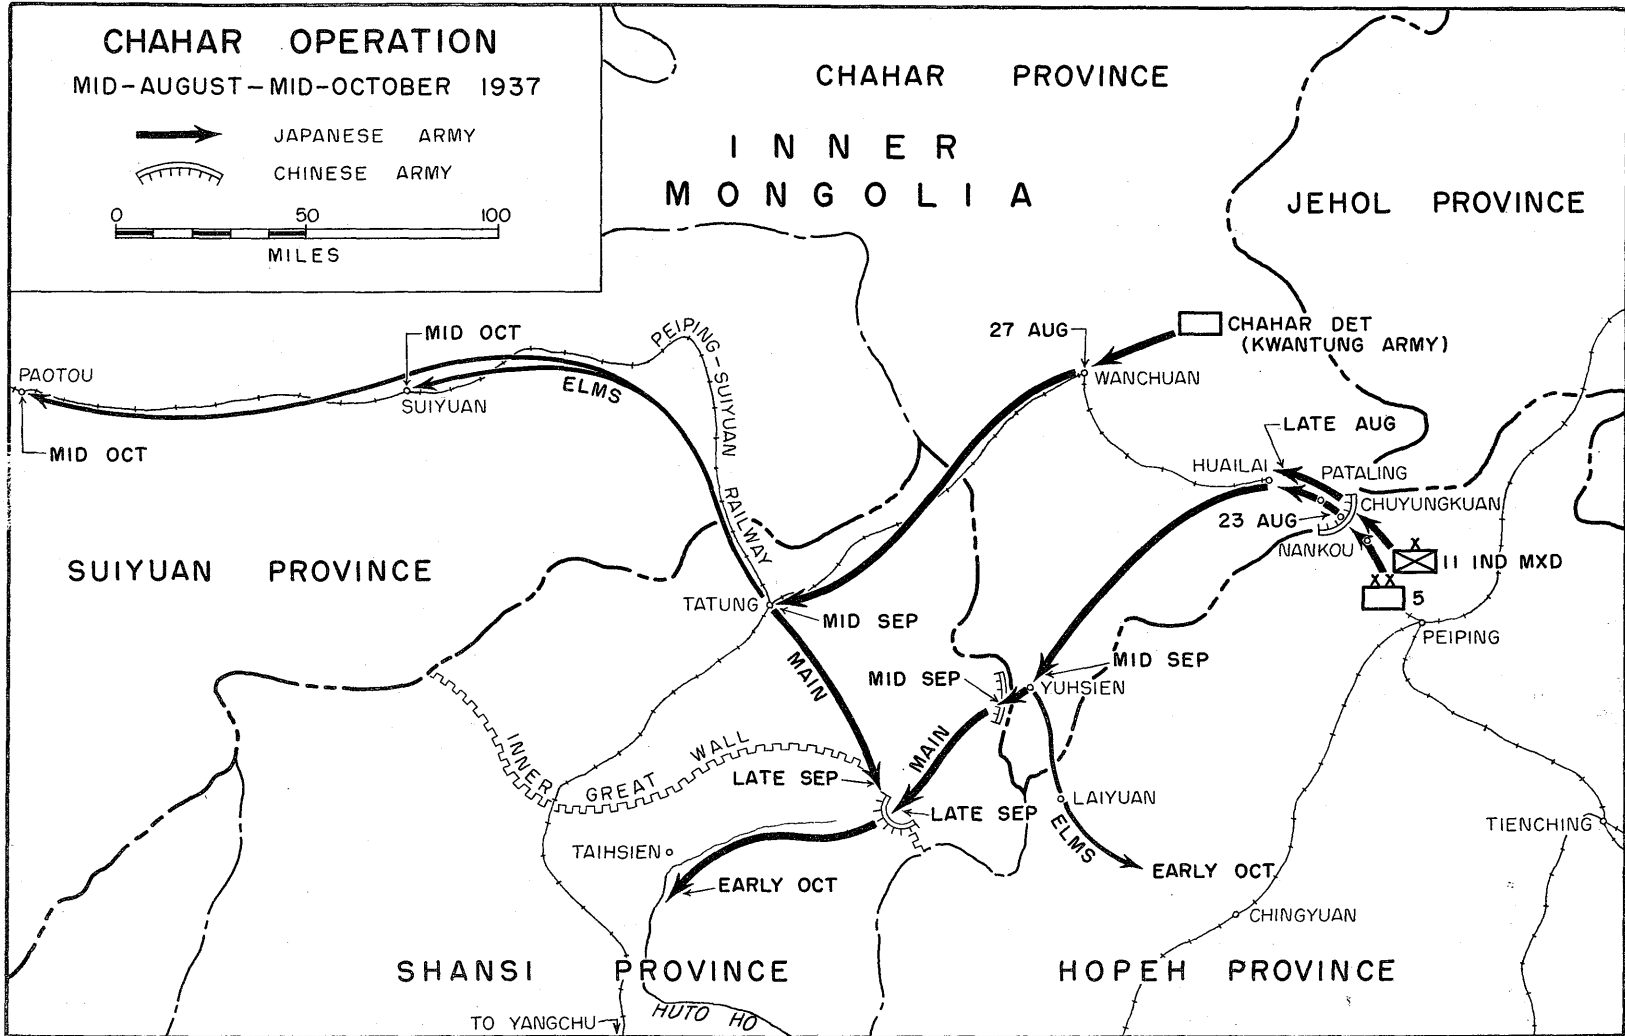 CHAHAR OPERATION
MID-AUGUST-MID-OCTOBER 1937
JAPANESE ARMY
CHINESE ARMY
0 50 100
MILES
CHAHAR PROVINCE
INNER
MONGOLIA
JEHOL PROVINCE
MID OCT
PEIPING-SUIYUAN RAILWAY
27 AUG
CHAHAR DET
(KWANTUNG ARMY)
PAOTOU
SUIYUAN
ELMS
WANCHUAN
MID OCT
LATE AUG
HUAILAI
PATALING
CHUYUNGKUAN
23 AUG
NANKOU
X
11 IND MXD
XX
5
SUIYUAN PROVINCE
TATUNG
MID SEP
PEIPING
MAIN
MID SEP
MID SEP
YUHSIEN
MAIN
INNER GREAT WALL
LATE SEP
LATE SEP
LAIYUAN
ELMS
TIENCHING
TAIHSIEN
EARLY OCT
EARLY OCT
CHINGYUAN
SHANSI PROVINCE
HOPEH PROVINCE
HUTO HO
TO YANGCHU